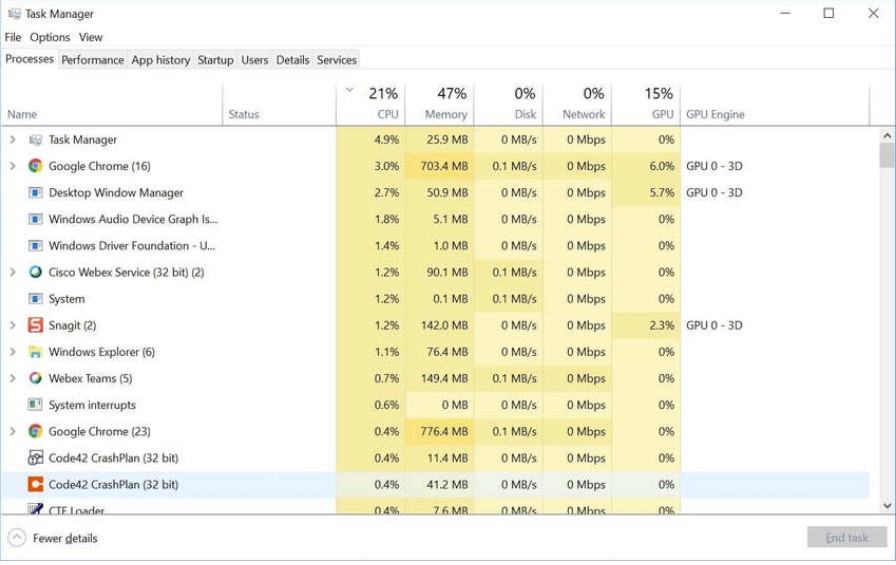 Task Manager
File Options View
Processes Performance App history Startup Users Details Services
21% 47% 0% 0% 15%
Name Status CPU Memory Disk Network GPU GPU Engine
Task Manager 4.9% 25.9 MB 0 MB/s 0 Mbps 0%
Google Chrome (16) 3.0% 703.4 MB 0.1 MB/s 0 Mbps 6.0% GPU 0 - 3D
Desktop Window Manager 2.7% 50.9 MB 0 MB/s 0 Mbps 5.7% GPU 0 - 3D
Windows Audio Device Graph Is... 1.8% 5.1 MB 0 MB/s 0 Mbps 0%
Windows Driver Foundation - U... 1.4% 1.0 MB 0 MB/s 0 Mbps 0%
Cisco Webex Service (32 bit) (2) 1.2% 90.1 MB 0.1 MB/s 0 Mbps 0%
System 1.2% 0.1 MB 0.1 MB/s 0 Mbps 0%
Snagit (2) 1.2% 142.0 MB 0 MB/s 0 Mbps 2.3% GPU 0 - 3D
Windows Explorer (6) 1.1% 76.4 MB 0 MB/s 0 Mbps 0%
Webex Teams (5) 0.7% 149.4 MB 0.1 MB/s 0 Mbps 0%
System interrupts 0.6% 0 MB 0 MB/s 0 Mbps 0%
Google Chrome (23) 0.4% 776.4 MB 0.1 MB/s 0 Mbps 0%
Code42 CrashPlan (32 bit) 0.4% 11.4 MB 0 MB/s 0 Mbps 0%
Code42 CrashPlan (32 bit) 0.4% 41.2 MB 0 MB/s 0 Mbps 0%
CTF Loader 0.4% 7.6 MB 0 MB/s 0 Mbps 0%
Fewer details End task